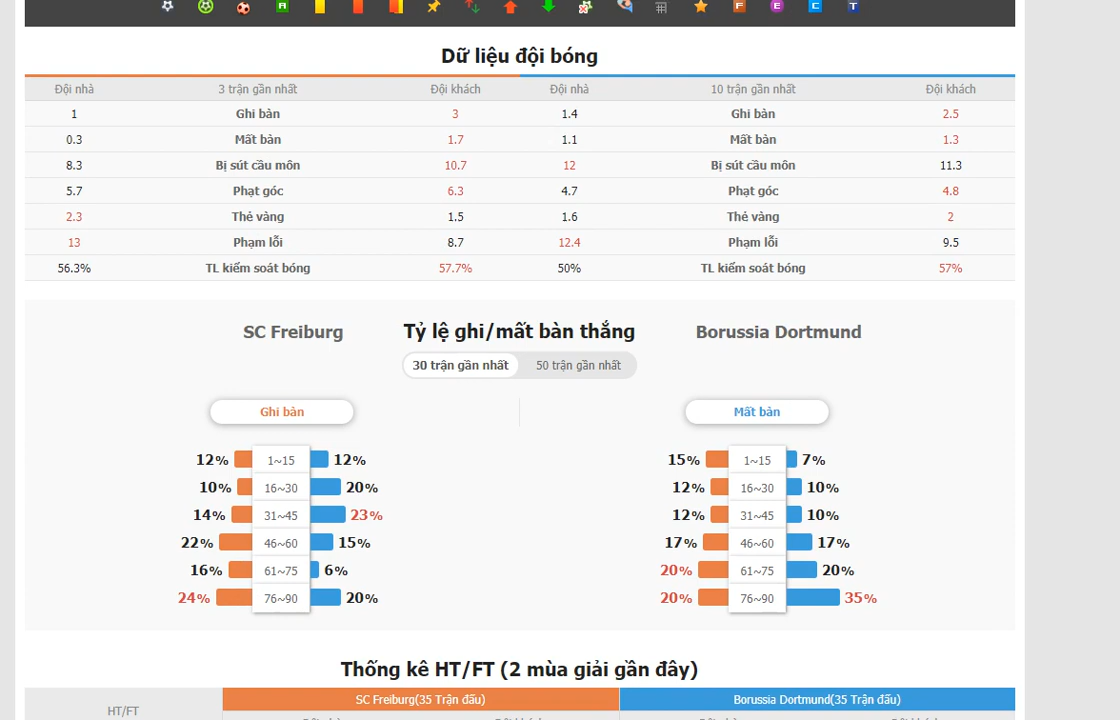 A F E C T
Dữ liệu đội bóng
Đội nhà 3 trận gần nhất Đội khách Đội nhà 10 trận gần nhất Đội khách
1 Ghi bàn 3 1.4 Ghi bàn 2.5
0.3 Mất bàn 1.7 1.1 Mất bàn 1.3
8.3 Bị sút cầu môn 10.7 12 Bị sút cầu môn 11.3
5.7 Phạt góc 6.3 4.7 Phạt góc 4.8
2.3 Thẻ vàng 1.5 1.6 Thẻ vàng 2
13 Phạm lỗi 8.7 12.4 Phạm lỗi 9.5
56.3% TL kiểm soát bóng 57.7% 50% TL kiểm soát bóng 57%
SC Freiburg Tỷ lệ ghi/mất bàn thắng Borussia Dortmund
30 trận gần nhất 50 trận gần nhất
Ghi bàn Mất bàn
12% 1~15 12% 15% 1~15 7%
10% 16~30 20% 12% 16~30 10%
14% 31~45 23% 12% 31~45 10%
22% 46~60 15% 17% 46~60 17%
16% 61~75 6% 20% 61~75 20%
24% 76~90 20% 20% 76~90 35%
Thống kê HT/FT (2 mùa giải gần đây)
HT/FT SC Freiburg(35 Trận đấu) Borussia Dortmund(35 Trận đấu)